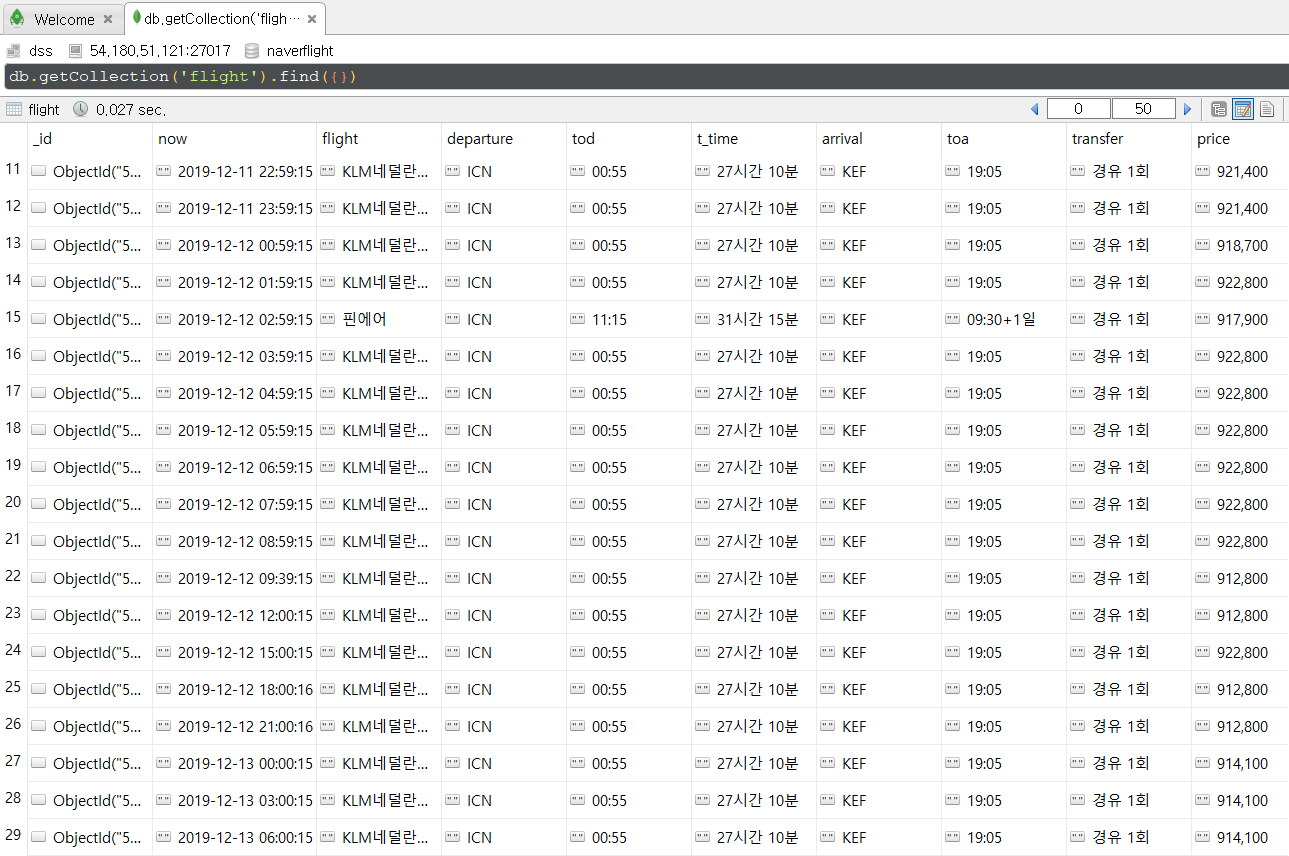 Welcome db.getCollection('fligh…
dss 54.180.51.121:27017 naverflight
db.getCollection('flight').find({})
flight 0.027 sec. 0 50
_id now flight departure tod t_time arrival toa transfer price
11 ObjectId("5... "" 2019-12-11 22:59:15 "" KLM네덜란... "" ICN "" 00:55 "" 27시간 10분 "" KEF "" 19:05 "" 경유 1회 "" 921,400
12 ObjectId("5... "" 2019-12-11 23:59:15 "" KLM네덜란... "" ICN "" 00:55 "" 27시간 10분 "" KEF "" 19:05 "" 경유 1회 "" 921,400
13 ObjectId("5... "" 2019-12-12 00:59:15 "" KLM네덜란... "" ICN "" 00:55 "" 27시간 10분 "" KEF "" 19:05 "" 경유 1회 "" 918,700
14 ObjectId("5... "" 2019-12-12 01:59:15 "" KLM네덜란... "" ICN "" 00:55 "" 27시간 10분 "" KEF "" 19:05 "" 경유 1회 "" 922,800
15 ObjectId("5... "" 2019-12-12 02:59:15 "" 핀에어 "" ICN "" 11:15 "" 31시간 15분 "" KEF "" 09:30+1일 "" 경유 1회 "" 917,900
16 ObjectId("5... "" 2019-12-12 03:59:15 "" KLM네덜란... "" ICN "" 00:55 "" 27시간 10분 "" KEF "" 19:05 "" 경유 1회 "" 922,800
17 ObjectId("5... "" 2019-12-12 04:59:15 "" KLM네덜란... "" ICN "" 00:55 "" 27시간 10분 "" KEF "" 19:05 "" 경유 1회 "" 922,800
18 ObjectId("5... "" 2019-12-12 05:59:15 "" KLM네덜란... "" ICN "" 00:55 "" 27시간 10분 "" KEF "" 19:05 "" 경유 1회 "" 922,800
19 ObjectId("5... "" 2019-12-12 06:59:15 "" KLM네덜란... "" ICN "" 00:55 "" 27시간 10분 "" KEF "" 19:05 "" 경유 1회 "" 922,800
20 ObjectId("5... "" 2019-12-12 07:59:15 "" KLM네덜란... "" ICN "" 00:55 "" 27시간 10분 "" KEF "" 19:05 "" 경유 1회 "" 922,800
21 ObjectId("5... "" 2019-12-12 08:59:15 "" KLM네덜란... "" ICN "" 00:55 "" 27시간 10분 "" KEF "" 19:05 "" 경유 1회 "" 922,800
22 ObjectId("5... "" 2019-12-12 09:39:15 "" KLM네덜란... "" ICN "" 00:55 "" 27시간 10분 "" KEF "" 19:05 "" 경유 1회 "" 912,800
23 ObjectId("5... "" 2019-12-12 12:00:15 "" KLM네덜란... "" ICN "" 00:55 "" 27시간 10분 "" KEF "" 19:05 "" 경유 1회 "" 912,800
24 ObjectId("5... "" 2019-12-12 15:00:15 "" KLM네덜란... "" ICN "" 00:55 "" 27시간 10분 "" KEF "" 19:05 "" 경유 1회 "" 922,800
25 ObjectId("5... "" 2019-12-12 18:00:16 "" KLM네덜란... "" ICN "" 00:55 "" 27시간 10분 "" KEF "" 19:05 "" 경유 1회 "" 912,800
26 ObjectId("5... "" 2019-12-12 21:00:16 "" KLM네덜란... "" ICN "" 00:55 "" 27시간 10분 "" KEF "" 19:05 "" 경유 1회 "" 912,800
27 ObjectId("5... "" 2019-12-13 00:00:15 "" KLM네덜란... "" ICN "" 00:55 "" 27시간 10분 "" KEF "" 19:05 "" 경유 1회 "" 914,100
28 ObjectId("5... "" 2019-12-13 03:00:15 "" KLM네덜란... "" ICN "" 00:55 "" 27시간 10분 "" KEF "" 19:05 "" 경유 1회 "" 914,100
29 ObjectId("5... "" 2019-12-13 06:00:15 "" KLM네덜란... "" ICN "" 00:55 "" 27시간 10분 "" KEF "" 19:05 "" 경유 1회 "" 914,100